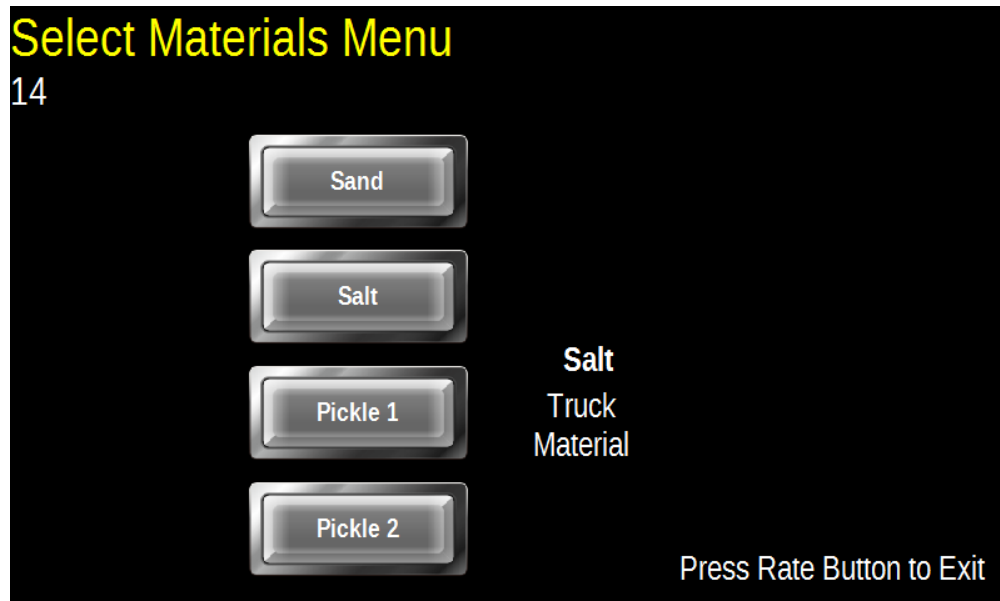 Select Materials Menu
14
Sand
Salt
Pickle 1
Pickle 2
Salt
Truck
Material
Press Rate Button to Exit